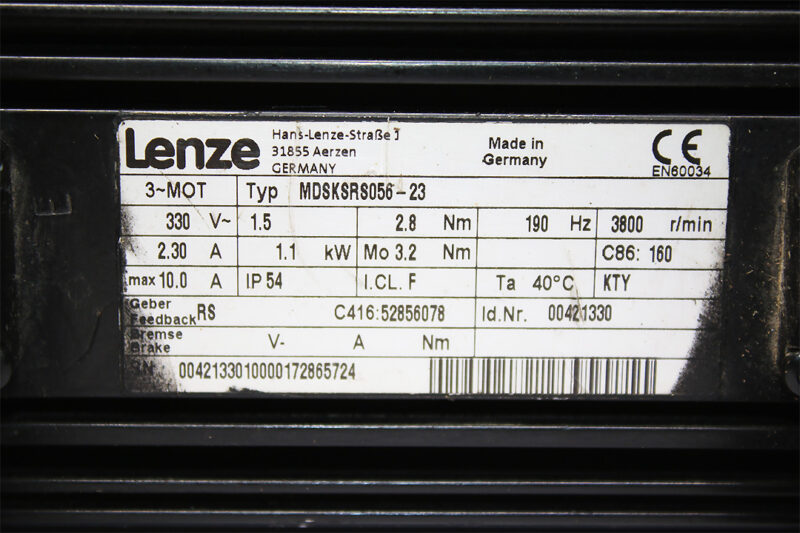 Lenze
Hans-Lenze-Straße 1
31855 Aerzen
GERMANY
Made in
Germany
CE
EN60034
3~MOT Typ MDSKSRS056-23
330 V~ 1.5 2.8 Nm 190 Hz 3800 r/min
2.30 A 1.1 kW Mo 3.2 Nm C86: 160
max 10.0 A IP 54 I.CL. F Ta 40°C KTY
Geber
Feedback RS C416:52856078 Id.Nr. 00421330
Bremse
Brake V- A Nm
SN 0042133010000172865724
E